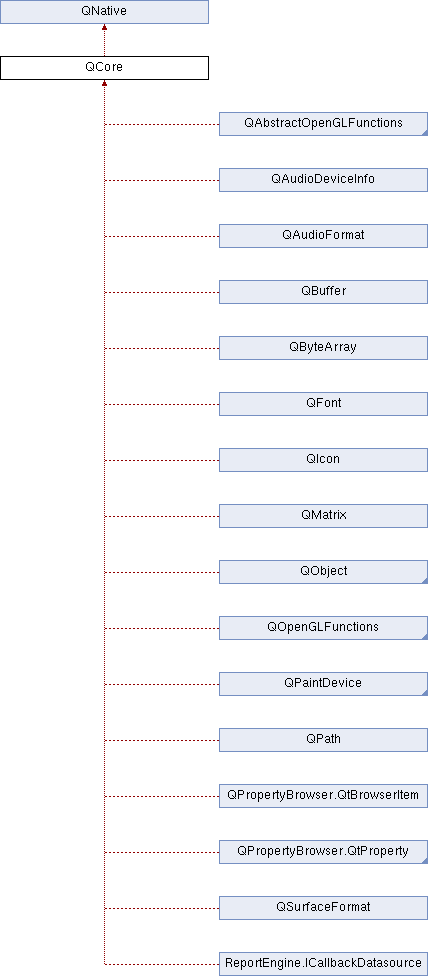 QNative
QCore
QAbstractOpenGLFunctions
QAudioDeviceInfo
QAudioFormat
QBuffer
QByteArray
QFont
QIcon
QMatrix
QObject
QOpenGLFunctions
QPaintDevice
QPath
QPropertyBrowser.QtBrowserItem
QPropertyBrowser.QtProperty
QSurfaceFormat
ReportEngine.ICallbackDatasource